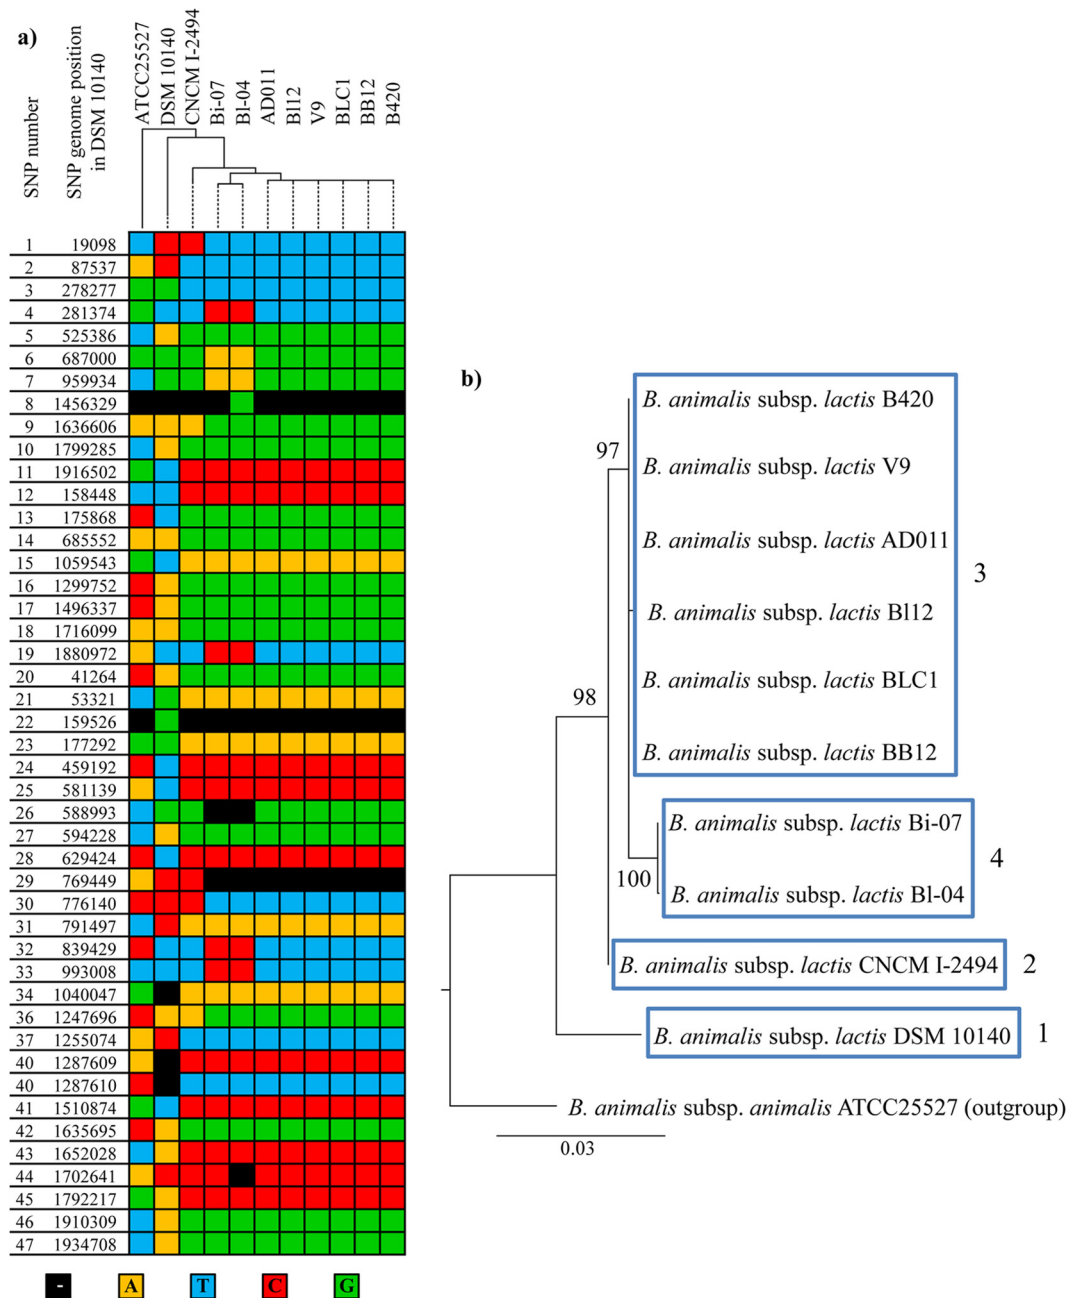 a)
SNP number
SNP genome position
in DSM 10140
ATCC25527
DSM 10140
CNCM I-2494
Bi-07
Bl-04
AD011
Bl12
V9
BLC1
BB12
B420
1 19098
2 87537
3 278277
4 281374
5 525386
6 687000
7 959934
8 1456329
9 1636606
10 1799285
11 1916502
12 158448
13 175868
14 685552
15 1059543
16 1299752
17 1496337
18 1716099
19 1880972
20 41264
21 53321
22 159526
23 177292
24 459192
25 581139
26 588993
27 594228
28 629424
29 769449
30 776140
31 791497
32 839429
33 993008
34 1040047
36 1247696
37 1255074
40 1287609
40 1287610
41 1510874
42 1635695
43 1652028
44 1702641
45 1792217
46 1910309
47 1934708
- A T C G
b)
B. animalis subsp. lactis B420
97
B. animalis subsp. lactis V9
B. animalis subsp. lactis AD011
3
B. animalis subsp. lactis Bl12
B. animalis subsp. lactis BLC1
98
B. animalis subsp. lactis BB12
B. animalis subsp. lactis Bi-07
4
100
B. animalis subsp. lactis Bl-04
B. animalis subsp. lactis CNCM I-2494 2
B. animalis subsp. lactis DSM 10140 1
B. animalis subsp. animalis ATCC25527 (outgroup)
0.03